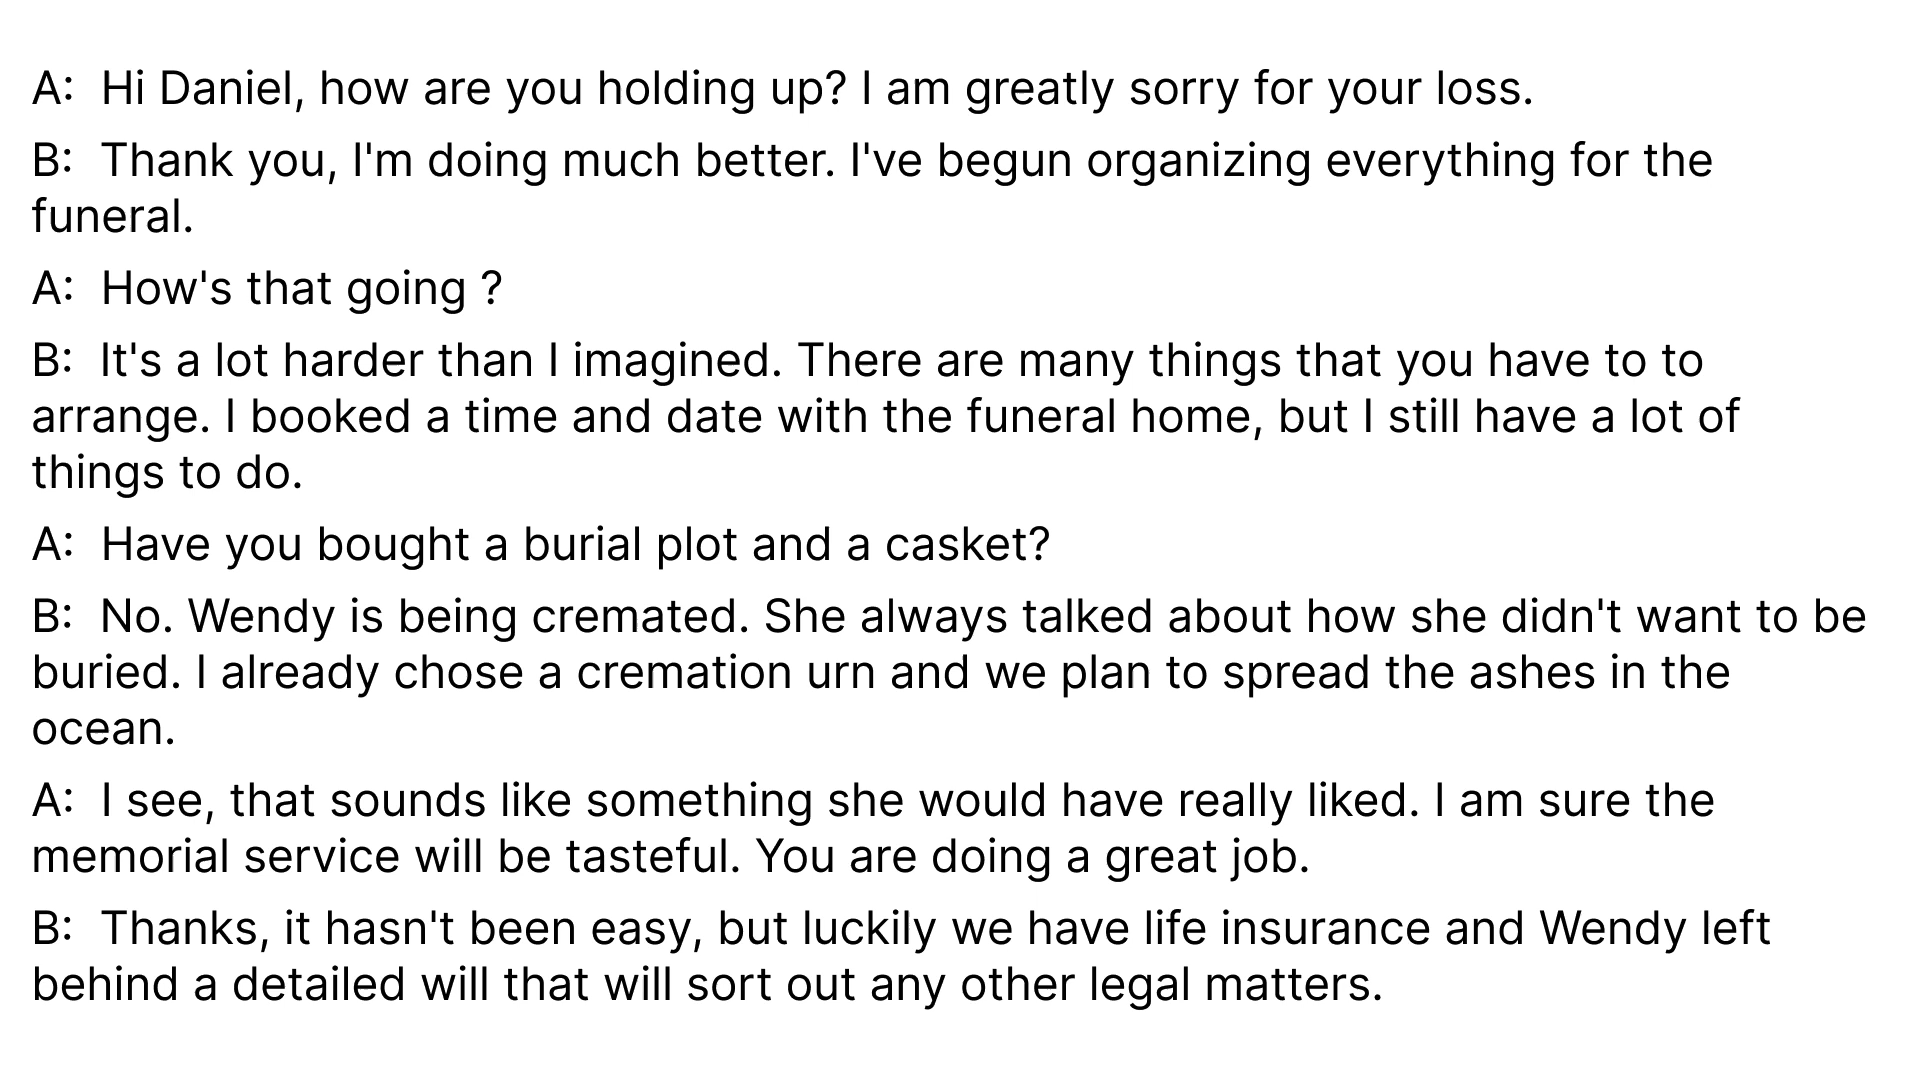 A:  Hi Daniel, how are you holding up? I am greatly sorry for your loss.
B:  Thank you, I'm doing much better. I've begun organizing everything for the
funeral.
A:  How's that going ?
B:  It's a lot harder than I imagined. There are many things that you have to to
arrange. I booked a time and date with the funeral home, but I still have a lot of
things to do.
A:  Have you bought a burial plot and a casket?
B:  No. Wendy is being cremated. She always talked about how she didn't want to be
buried. I already chose a cremation urn and we plan to spread the ashes in the
ocean.
A:  I see, that sounds like something she would have really liked. I am sure the
memorial service will be tasteful. You are doing a great job.
B:  Thanks, it hasn't been easy, but luckily we have life insurance and Wendy left
behind a detailed will that will sort out any other legal matters.